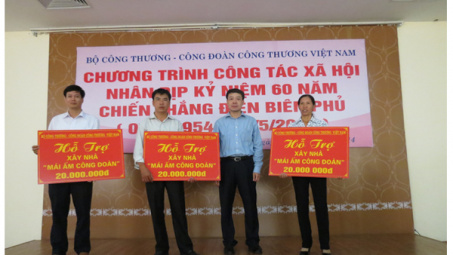 BỘ CÔNG THƯƠNG - CÔNG ĐOÀN CÔNG THƯƠNG VIỆT NAM
CHƯƠNG TRÌNH CÔNG TÁC XÃ HỘI
NHÂN DỊP KỶ NIỆM 60 NĂM
CHIẾN THẮNG ĐIỆN BIÊN PHỦ
954
5/20
Hỗ Trợ
XÂY NHÀ
"MÁI ẤM CÔNG ĐOÀN"
20.000.000đ
Hỗ Trợ
XÂY NHÀ
"MÁI ẤM CÔNG ĐOÀN"
20.000.000đ
Hỗ Trợ
XÂY NHÀ
"MÁI ẤM CÔNG ĐOÀN"
20.000.000đ